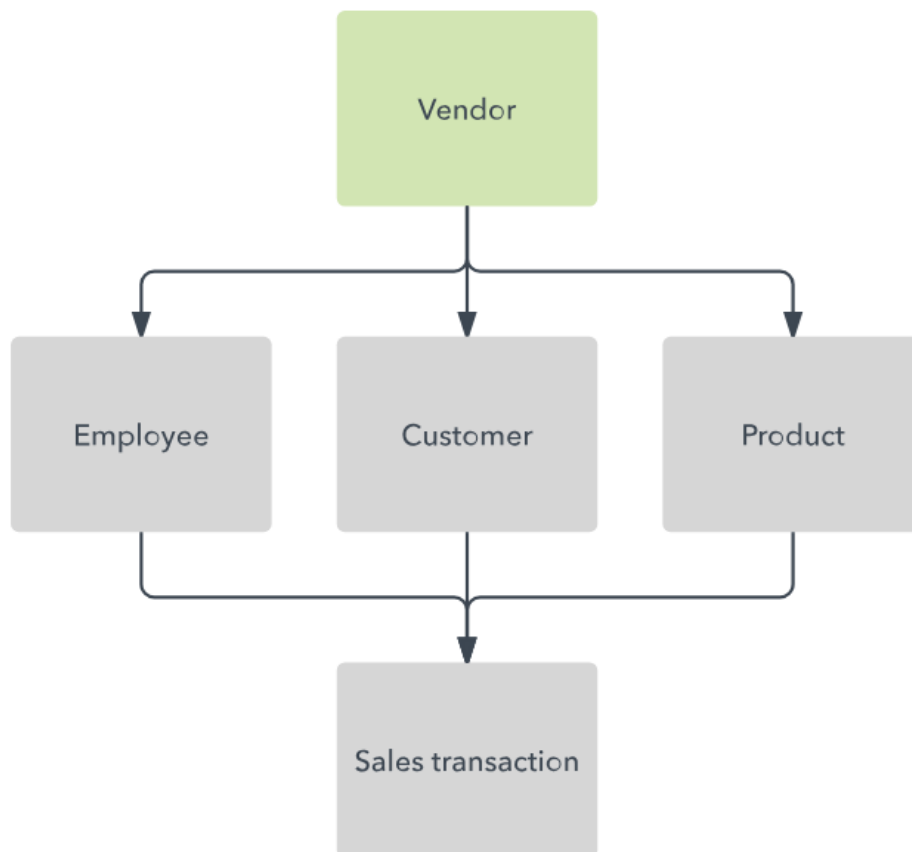 Vendor
Employee
Customer
Product
Sales transaction